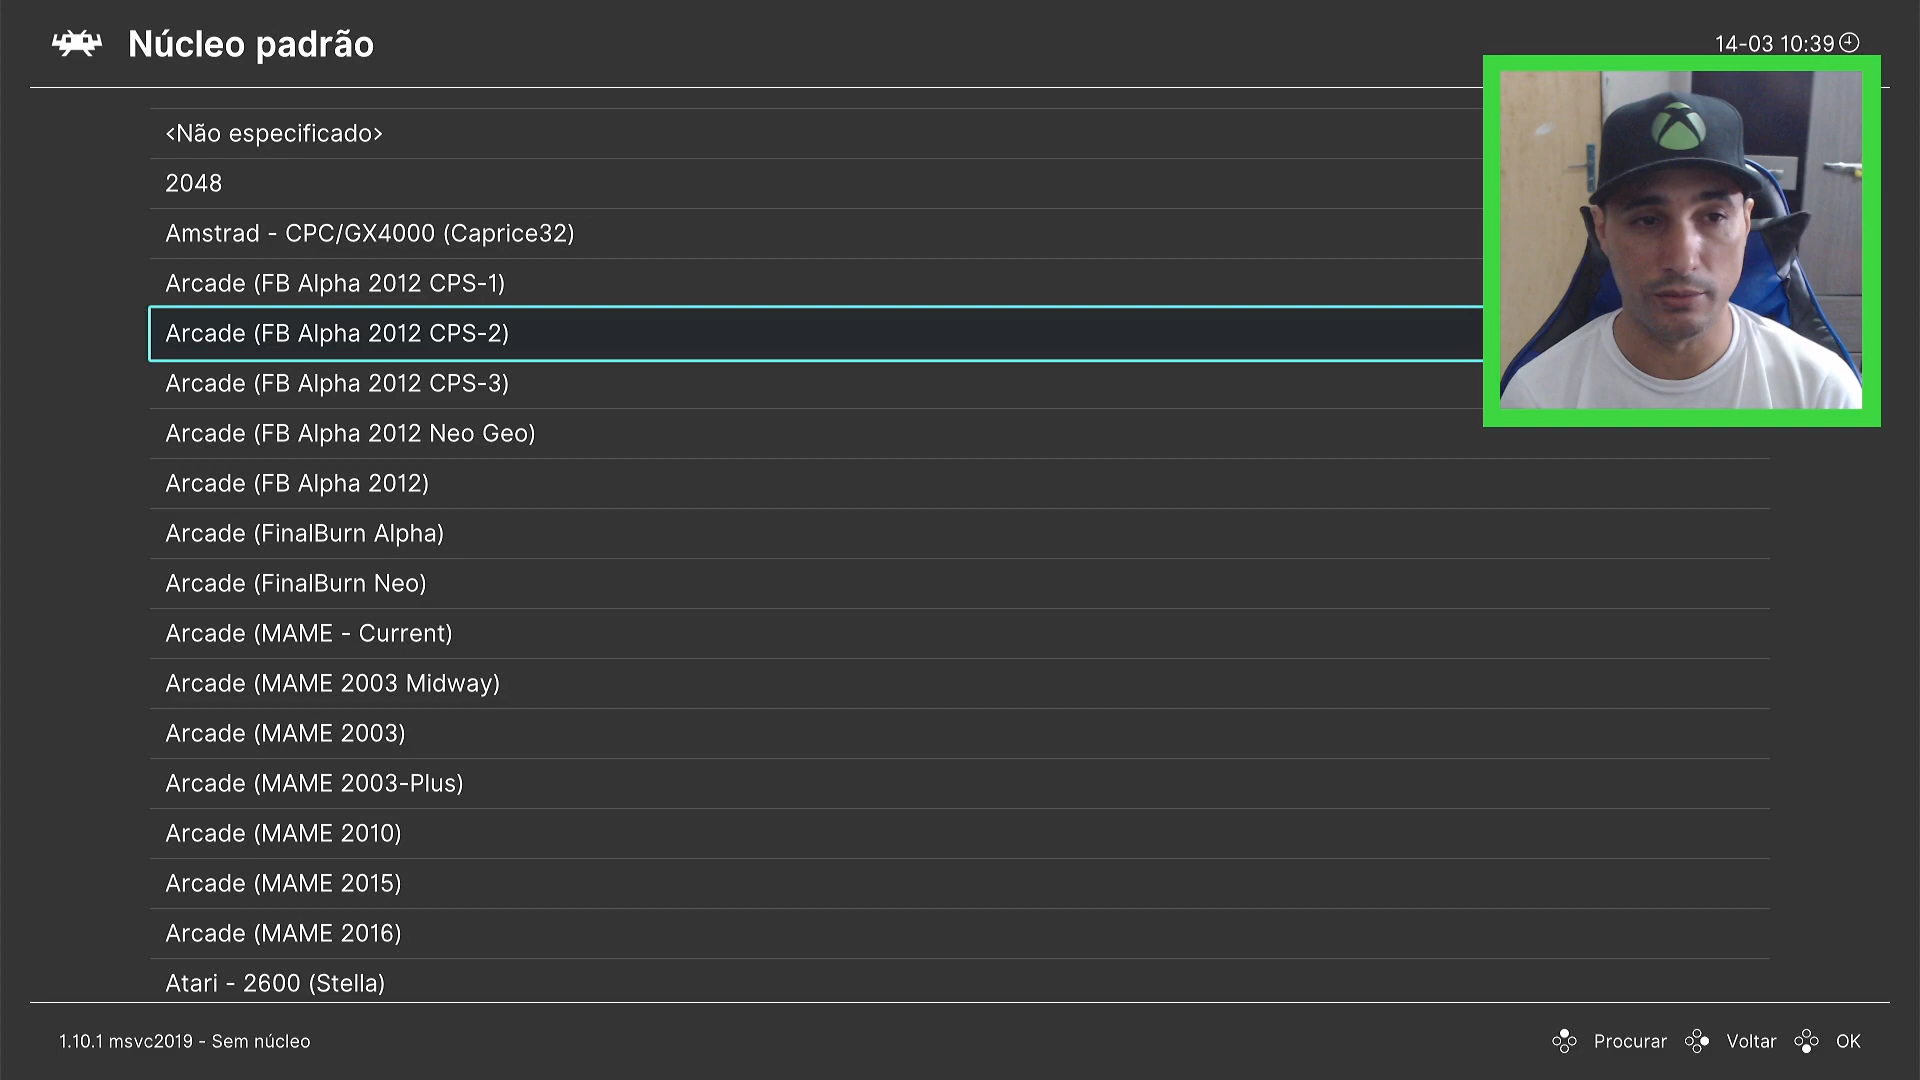 Núcleo padrão
14-03 10:39
<Não especificado>
2048
Amstrad - CPC/GX4000 (Caprice32)
Arcade (FB Alpha 2012 CPS-1)
Arcade (FB Alpha 2012 CPS-2)
Arcade (FB Alpha 2012 CPS-3)
Arcade (FB Alpha 2012 Neo Geo)
Arcade (FB Alpha 2012)
Arcade (FinalBurn Alpha)
Arcade (FinalBurn Neo)
Arcade (MAME - Current)
Arcade (MAME 2003 Midway)
Arcade (MAME 2003)
Arcade (MAME 2003-Plus)
Arcade (MAME 2010)
Arcade (MAME 2015)
Arcade (MAME 2016)
Atari - 2600 (Stella)
1.10.1 msvc2019 - Sem núcleo
Procurar Voltar OK